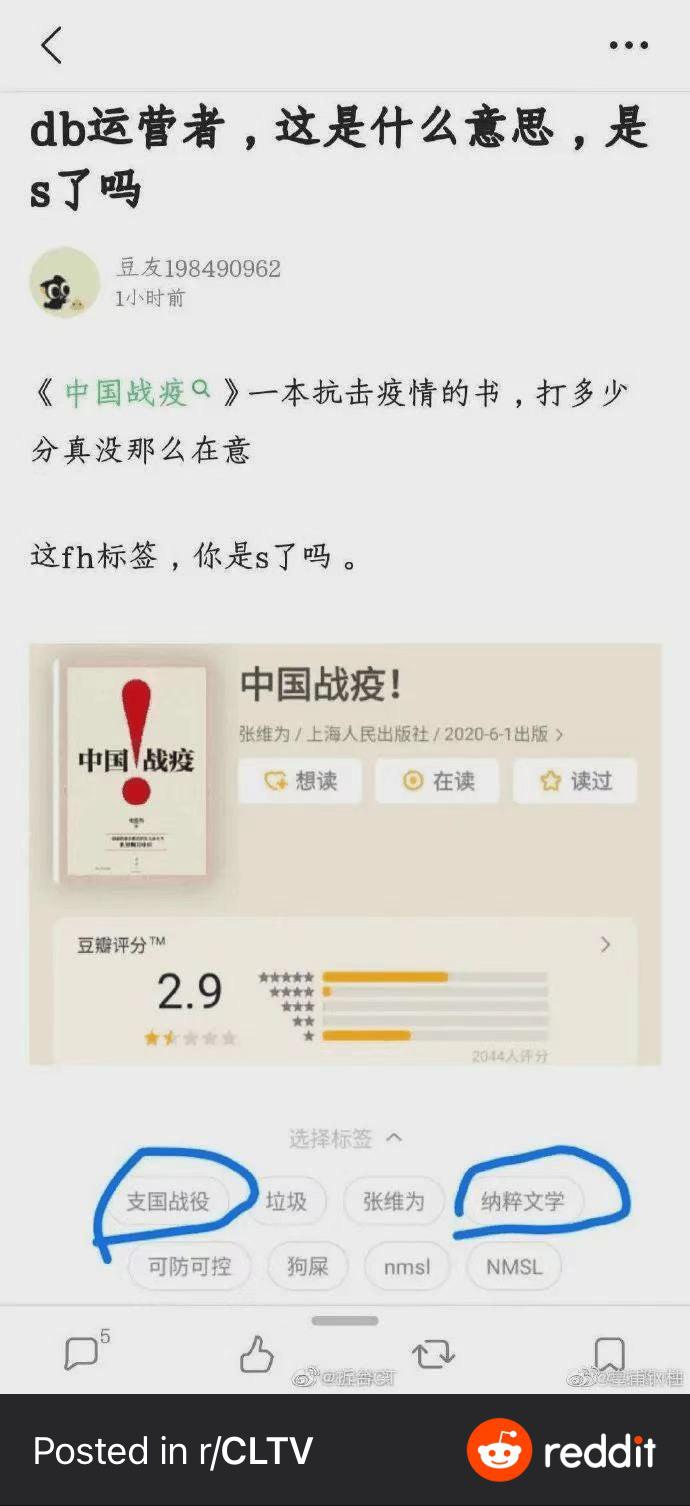 db运营者，这是什么意思，是
s了吗
豆友198490962
1小时前
《中国战疫》一本抗击疫情的书，打多少
分真没那么在意
这fh标签，你是s了吗。
中国战疫！
张维为 / 上海人民出版社 / 2020-6-1出版
想读 在读 读过
中国！战疫
豆瓣评分™
2.9
★★★★★
★★★★
★★★
★★
★
2044人评分
选择标签
支国战役 垃圾 张维为 纳粹文学
可防可控 狗屎 nmsl NMSL
5
Posted in r/CLTV
reddit